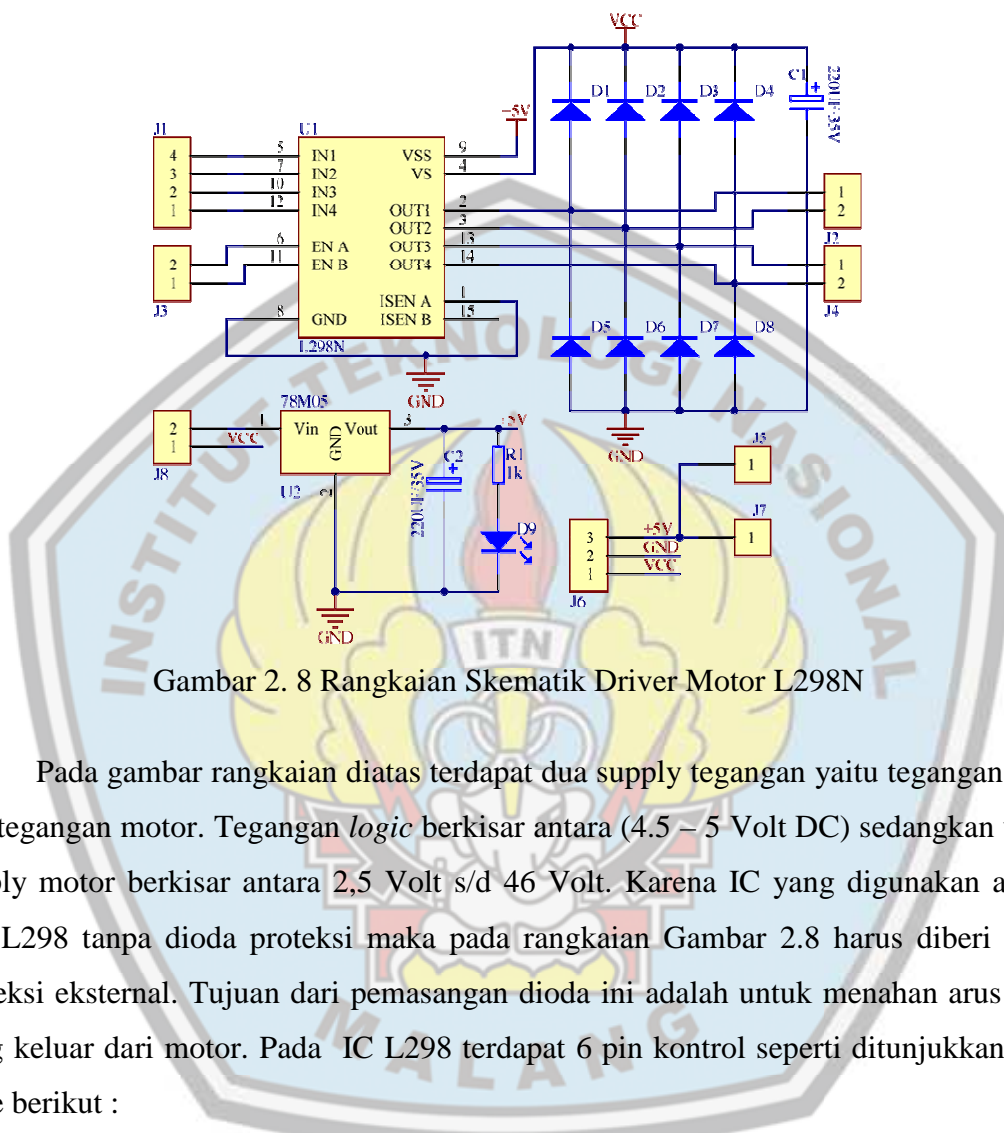 VCC
C1
+
220UF/35V
D1 D2 D3 D4
+5V
J1
U1
4 5 IN1 VSS 9
3 7 IN2 VS 4
2 10 IN3
1 12 IN4 OUT1 2
OUT2 3
6 EN A OUT3 13
2 11 EN B OUT4 14
1
J3
ISEN A 1
8 GND ISEN B 15
L298N
1
2
J2
1
2
J4
D5 D6 D7 D8
GND
GND
78M05
2 1 Vin GND Vout 3 +5V
1 VCC
J8
U2 2
C2
+
220UF/35V
R1
1k
D9
GND
J5
1
J7
1
3 +5V
2 GND
1 VCC
J6
INSTITUT TEKNOLOGI NASIONAL
ITN
MALANG
Gambar 2. 8 Rangkaian Skematik Driver Motor L298N
Pada gambar rangkaian diatas terdapat dua supply tegangan yaitu tegangan
tegangan motor. Tegangan logic berkisar antara (4.5 – 5 Volt DC) sedangkan
ly motor berkisar antara 2,5 Volt s/d 46 Volt. Karena IC yang digunakan a
L298 tanpa dioda proteksi maka pada rangkaian Gambar 2.8 harus diberi
eksi eksternal. Tujuan dari pemasangan dioda ini adalah untuk menahan arus
g keluar dari motor. Pada IC L298 terdapat 6 pin kontrol seperti ditunjukkan
e berikut :